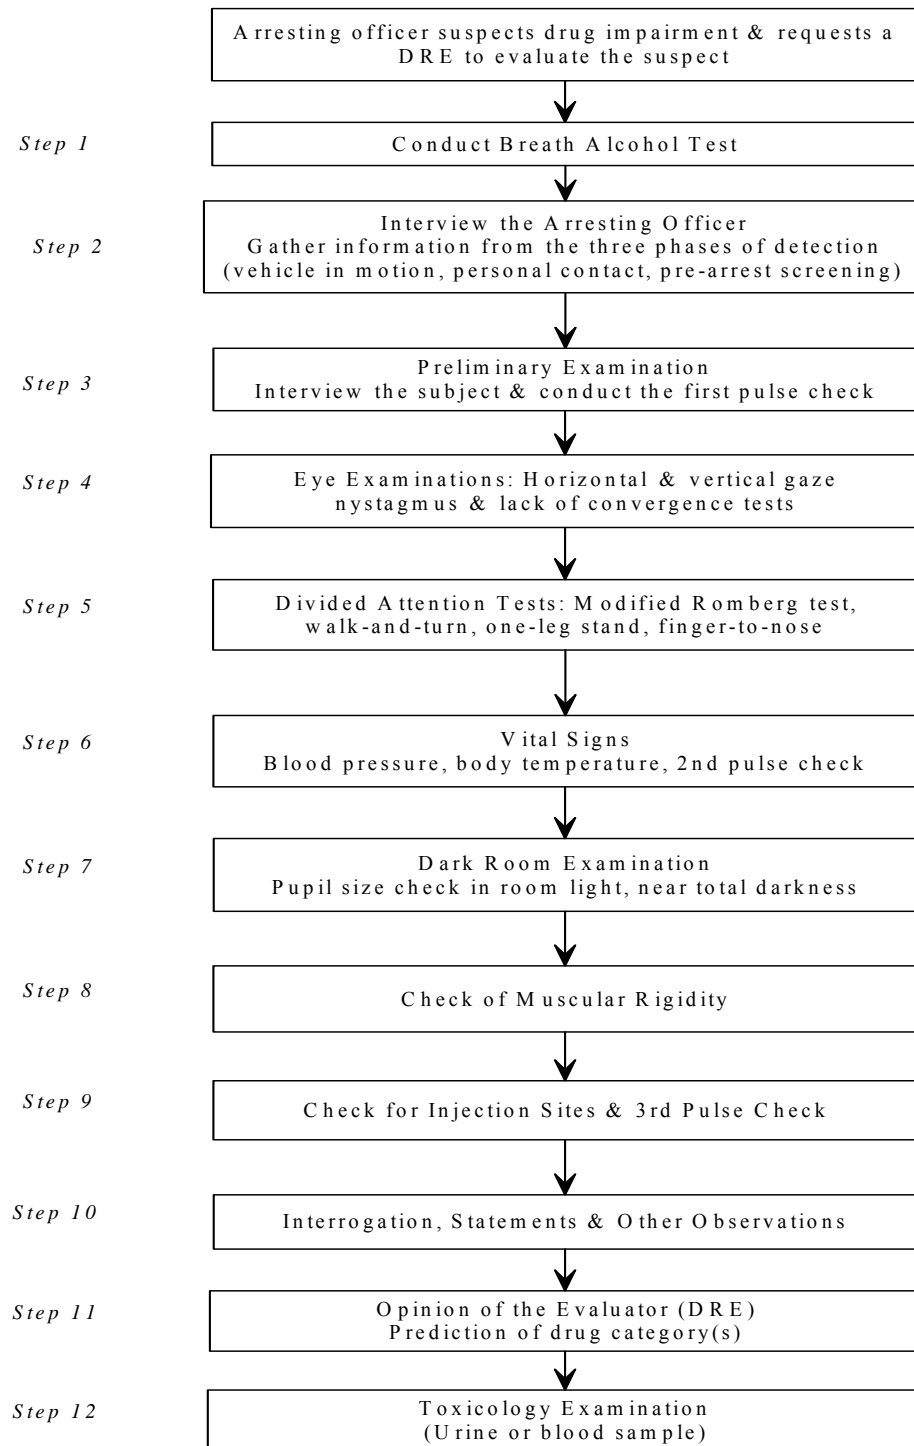 Arresting officer suspects drug impairment & requests a
DRE to evaluate the suspect
Step 1
Conduct Breath Alcohol Test
Step 2
Interview the Arresting Officer
Gather information from the three phases of detection
(vehicle in motion, personal contact, pre-arrest screening)
Step 3
Preliminary Examination
Interview the subject & conduct the first pulse check
Step 4
Eye Examinations: Horizontal & vertical gaze
nystagmus & lack of convergence tests
Step 5
Divided Attention Tests: Modified Romberg test,
walk-and-turn, one-leg stand, finger-to-nose
Step 6
Vital Signs
Blood pressure, body temperature, 2nd pulse check
Step 7
Dark Room Examination
Pupil size check in room light, near total darkness
Step 8
Check of Muscular Rigidity
Step 9
Check for Injection Sites & 3rd Pulse Check
Step 10
Interrogation, Statements & Other Observations
Step 11
Opinion of the Evaluator (DRE)
Prediction of drug category(s)
Step 12
Toxicology Examination
(Urine or blood sample)